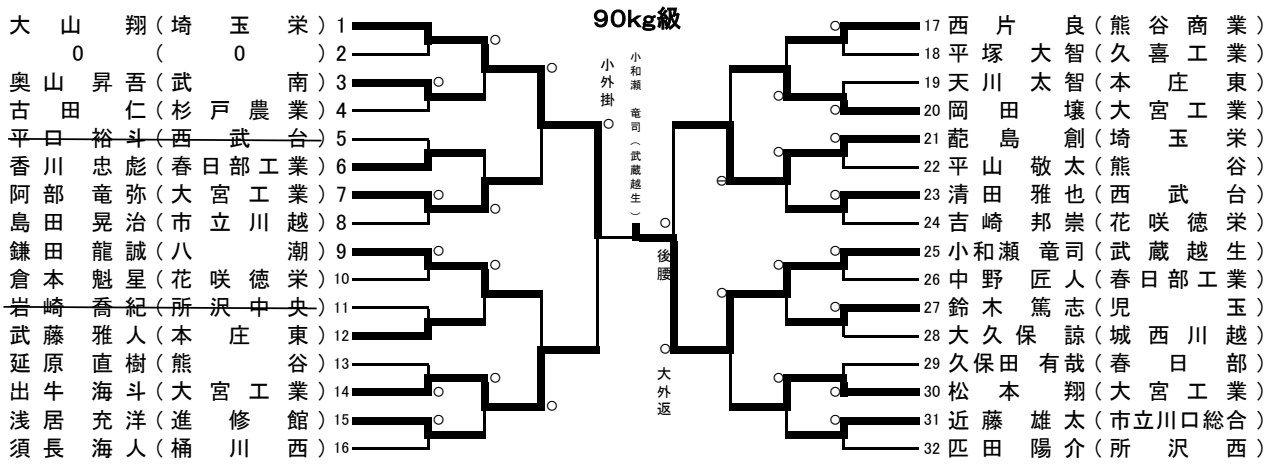 90kg級
大山 翔(埼玉栄) 1
0 ( 0 ) 2
奥山昇吾(武南) 3
古田 仁(杉戸農業) 4
平口裕斗(西武台) 5
香川忠彪(春日部工業) 6
阿部竜弥(大宮工業) 7
島田晃治(市立川越) 8
鎌田龍誠(八潮) 9
倉本魁星(花咲徳栄) 10
岩崎喬紀(所沢中央) 11
武藤雅人(本庄東) 12
延原直樹(熊谷) 13
出牛海斗(大宮工業) 14
浅居充洋(進修館) 15
須長海人(桶川西) 16
小外掛
小和瀬 竜司(武蔵越生)
後腰
大外返
17 西片 良(熊谷商業)
18 平塚大智(久喜工業)
19 天川太智(本庄東)
20 岡田 壌(大宮工業)
21 蓜島 創(埼玉栄)
22 平山敬太(熊谷)
23 清田雅也(西武台)
24 吉崎邦崇(花咲徳栄)
25 小和瀬 竜司(武蔵越生)
26 中野匠人(春日部工業)
27 鈴木篤志(児玉)
28 大久保 諒(城西川越)
29 久保田 有哉(春日部)
30 松本 翔(大宮工業)
31 近藤雄太(市立川口総合)
32 匹田陽介(所沢西)